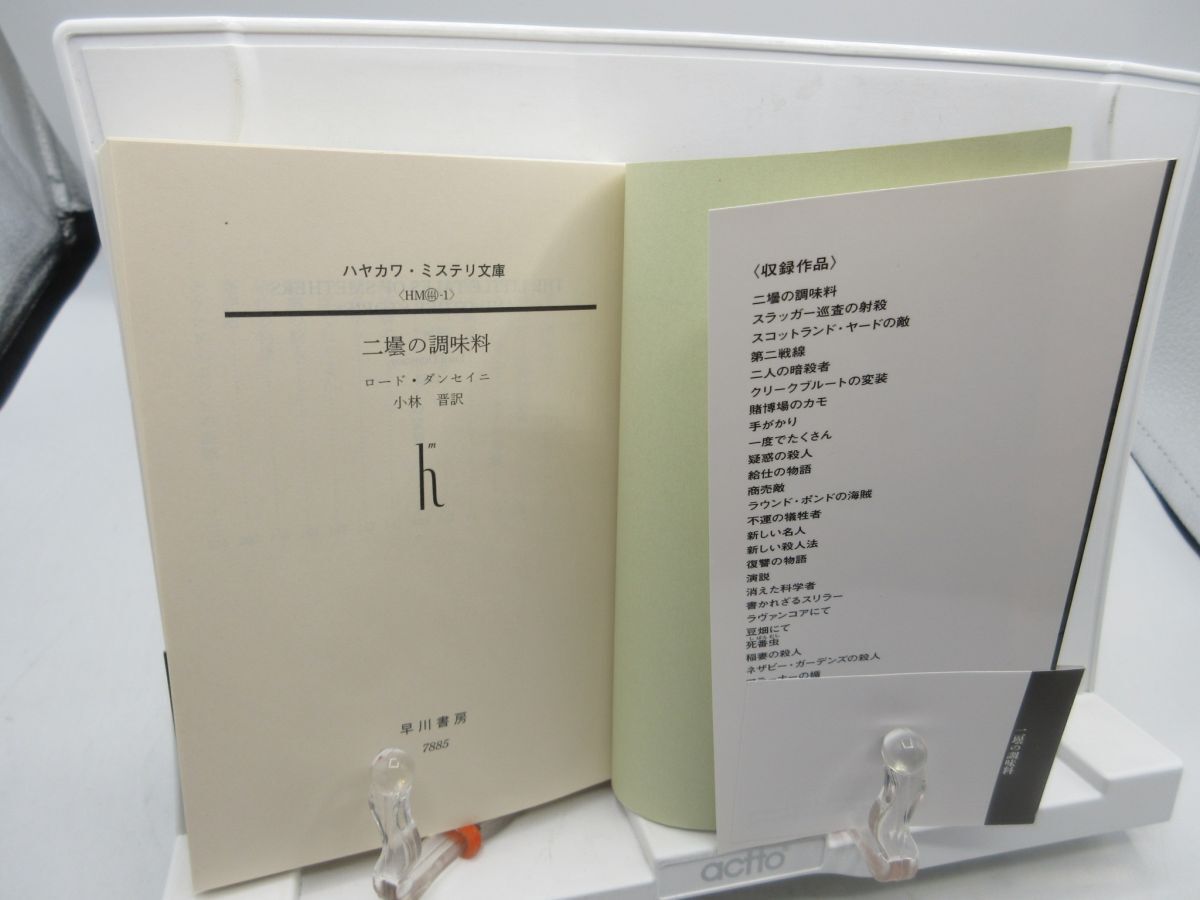 ハヤカワ・ミステリ文庫
〈HM-1〉
二壜の調味料
ロード・ダンセイニ
小林 晋訳
hm
早川書房
7885
〈収録作品〉
二壜の調味料
スラッガー巡査の射殺
スコットランド・ヤードの敵
第二戦線
二人の暗殺者
クリークブルートの変装
賭博場のカモ
手がかり
一度でたくさん
疑惑の殺人
給仕の物語
商売敵
ラウンド・ポンドの海賊
不運の犠牲者
新しい名人
新しい殺人法
復讐の物語
演説
消えた科学者
書かれざるスリラー
ラヴァンコアにて
豆畑にて
死番虫
稲妻の殺人
ネザビー・ガーデンズの殺人
二壜の調味料
acto